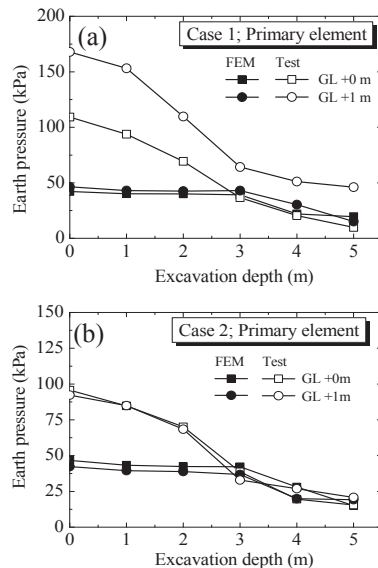 (a)
Case 1; Primary element
FEM Test
GL +0 m
GL +1 m
200
150
100
50
0
Earth pressure (kPa)
0 1 2 3 4 5
Excavation depth (m)
(b)
Case 2; Primary element
FEM Test
GL +0m
GL +1m
150
125
100
75
50
25
0
Earth pressure (kPa)
0 1 2 3 4 5
Excavation depth (m)